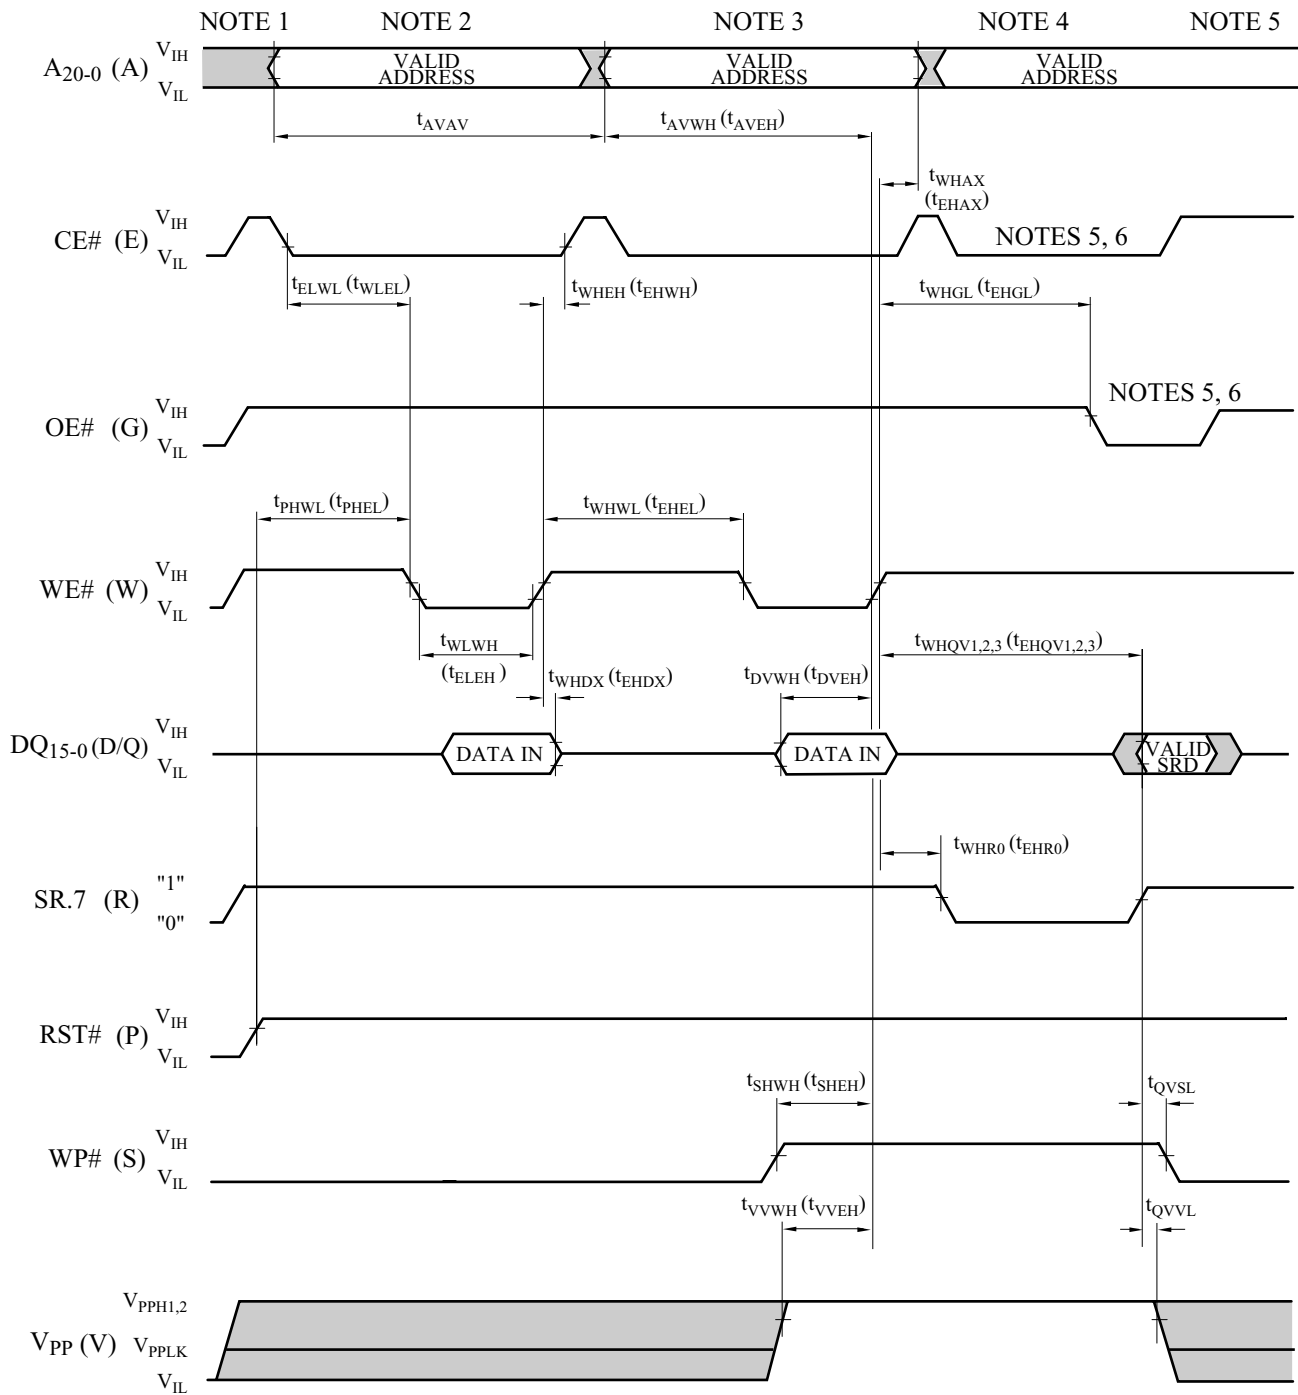 NOTE 1 NOTE 2 NOTE 3 NOTE 4 NOTE 5
A20-0 (A) VIH VIL
VALID ADDRESS
VALID ADDRESS
VALID ADDRESS
tAVAV
tAVWH (tAVEH)
tWHAX
(tEHAX)
CE# (E) VIH VIL
NOTES 5, 6
tELWL (tWLEL)
tWHEH (tEHWH)
tWHGL (tEHGL)
OE# (G) VIH VIL
NOTES 5, 6
tPHWL (tPHEL)
tWHWL (tEHEL)
WE# (W) VIH VIL
tWLWH
(tELEH )
tWHDX (tEHDX)
tDVWH (tDVEH)
tWHQV1,2,3 (tEHQV1,2,3)
DQ15-0 (D/Q) VIH VIL
DATA IN
DATA IN
VALID SRD
tWHR0 (tEHR0)
SR.7 (R) "1" "0"
RST# (P) VIH VIL
tSHWH (tSHEH)
tQVSL
WP# (S) VIH VIL
tVVWH (tVVEH)
tQVVL
VPP (V) VPPH1,2 VPPLK VIL